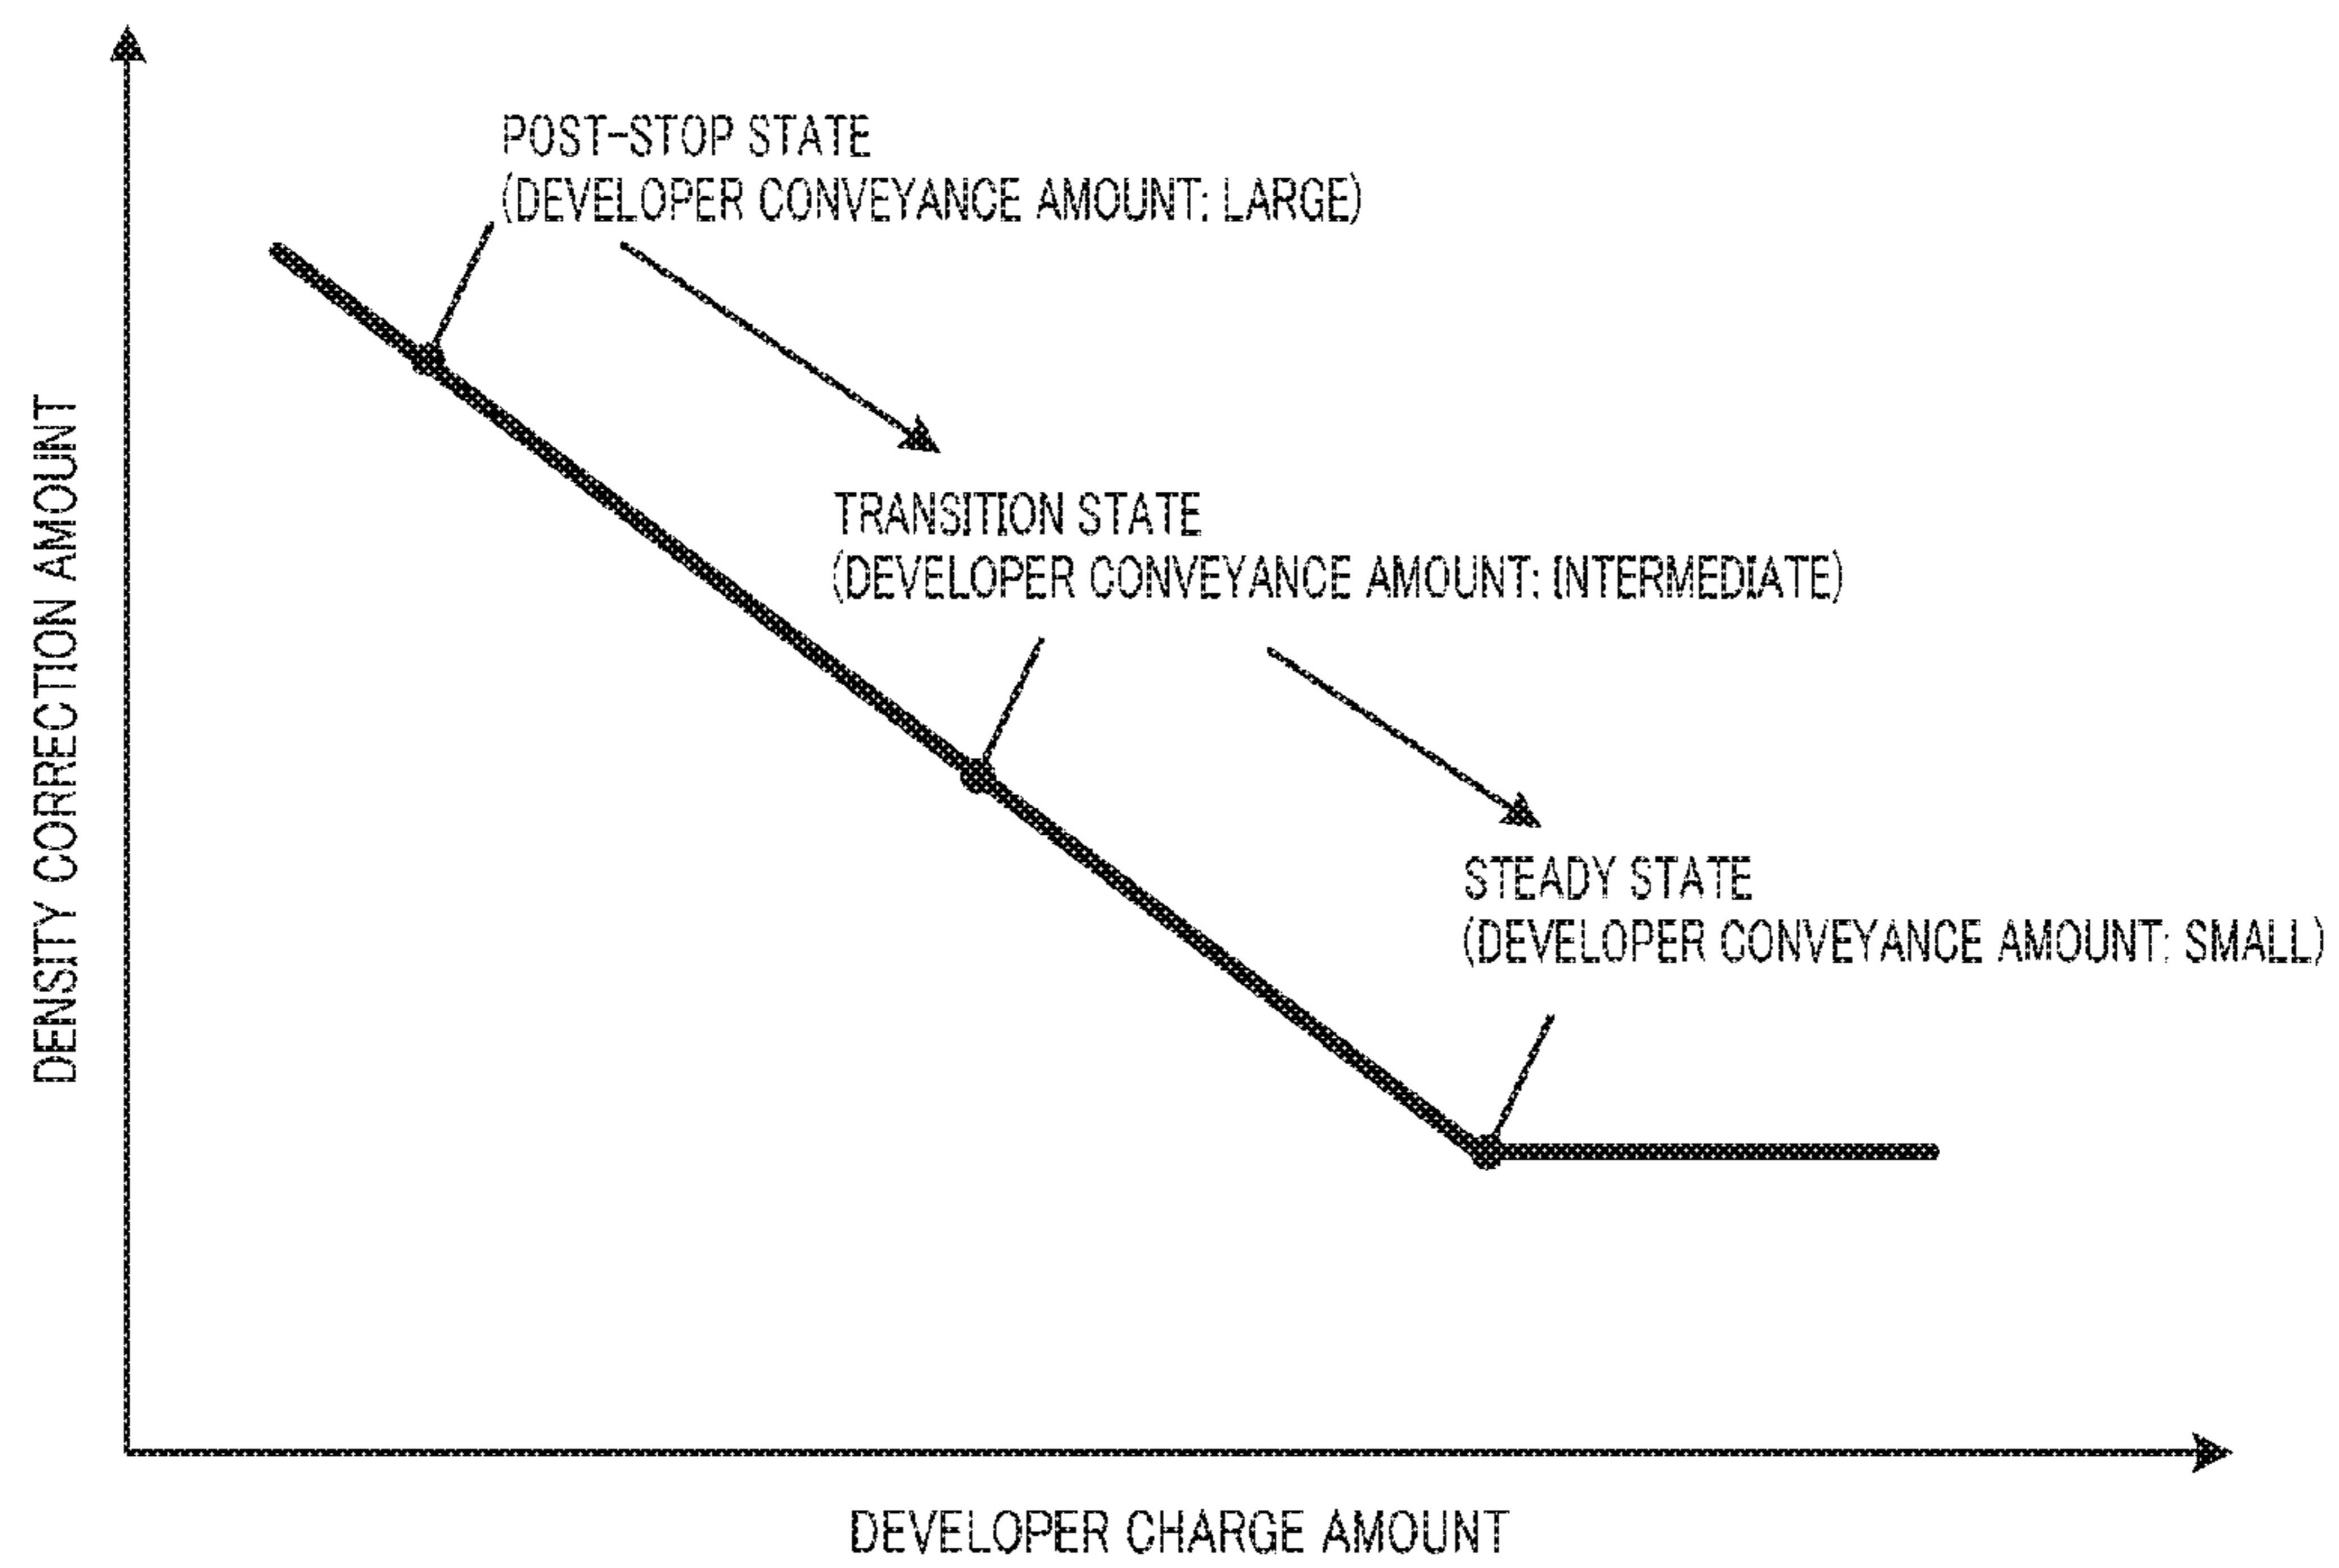 POST-STOP STATE
(DEVELOPER CONVEYANCE AMOUNT: LARGE)
TRANSITION STATE
(DEVELOPER CONVEYANCE AMOUNT: INTERMEDIATE)
STEADY STATE
(DEVELOPER CONVEYANCE AMOUNT: SMALL)
DENSITY CORRECTION AMOUNT
DEVELOPER CHARGE AMOUNT